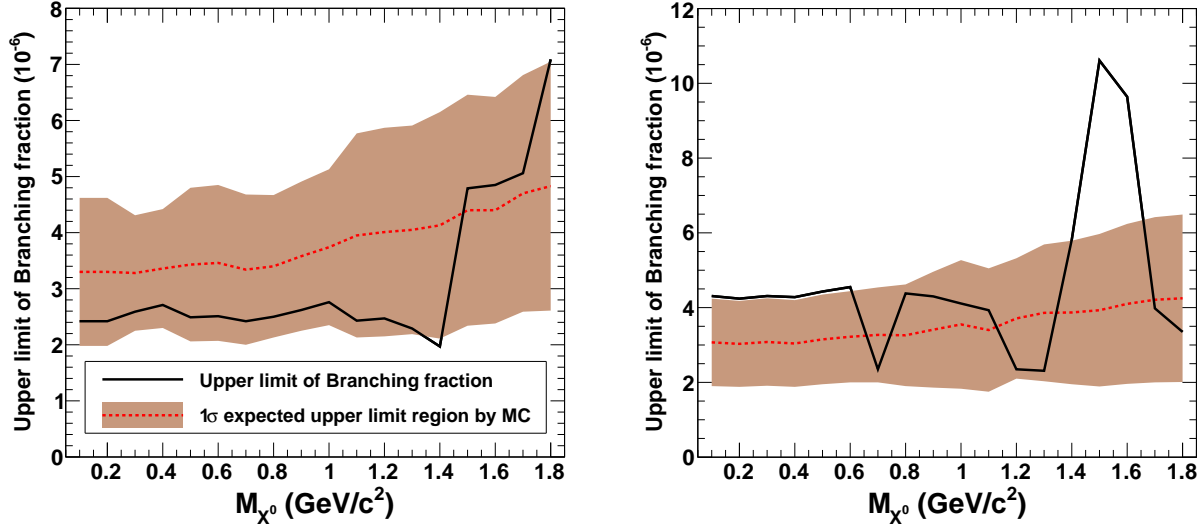 Upper limit of Branching fraction (10⁻⁶)
8
7
6
5
4
3
2
1
0
Upper limit of Branching fraction
1σ expected upper limit region by MC
0.2 0.4 0.6 0.8 1 1.2 1.4 1.6 1.8
M_X⁰ (GeV/c²)
Upper limit of Branching fraction (10⁻⁶)
12
10
8
6
4
2
0
0.2 0.4 0.6 0.8 1 1.2 1.4 1.6 1.8
M_X⁰ (GeV/c²)